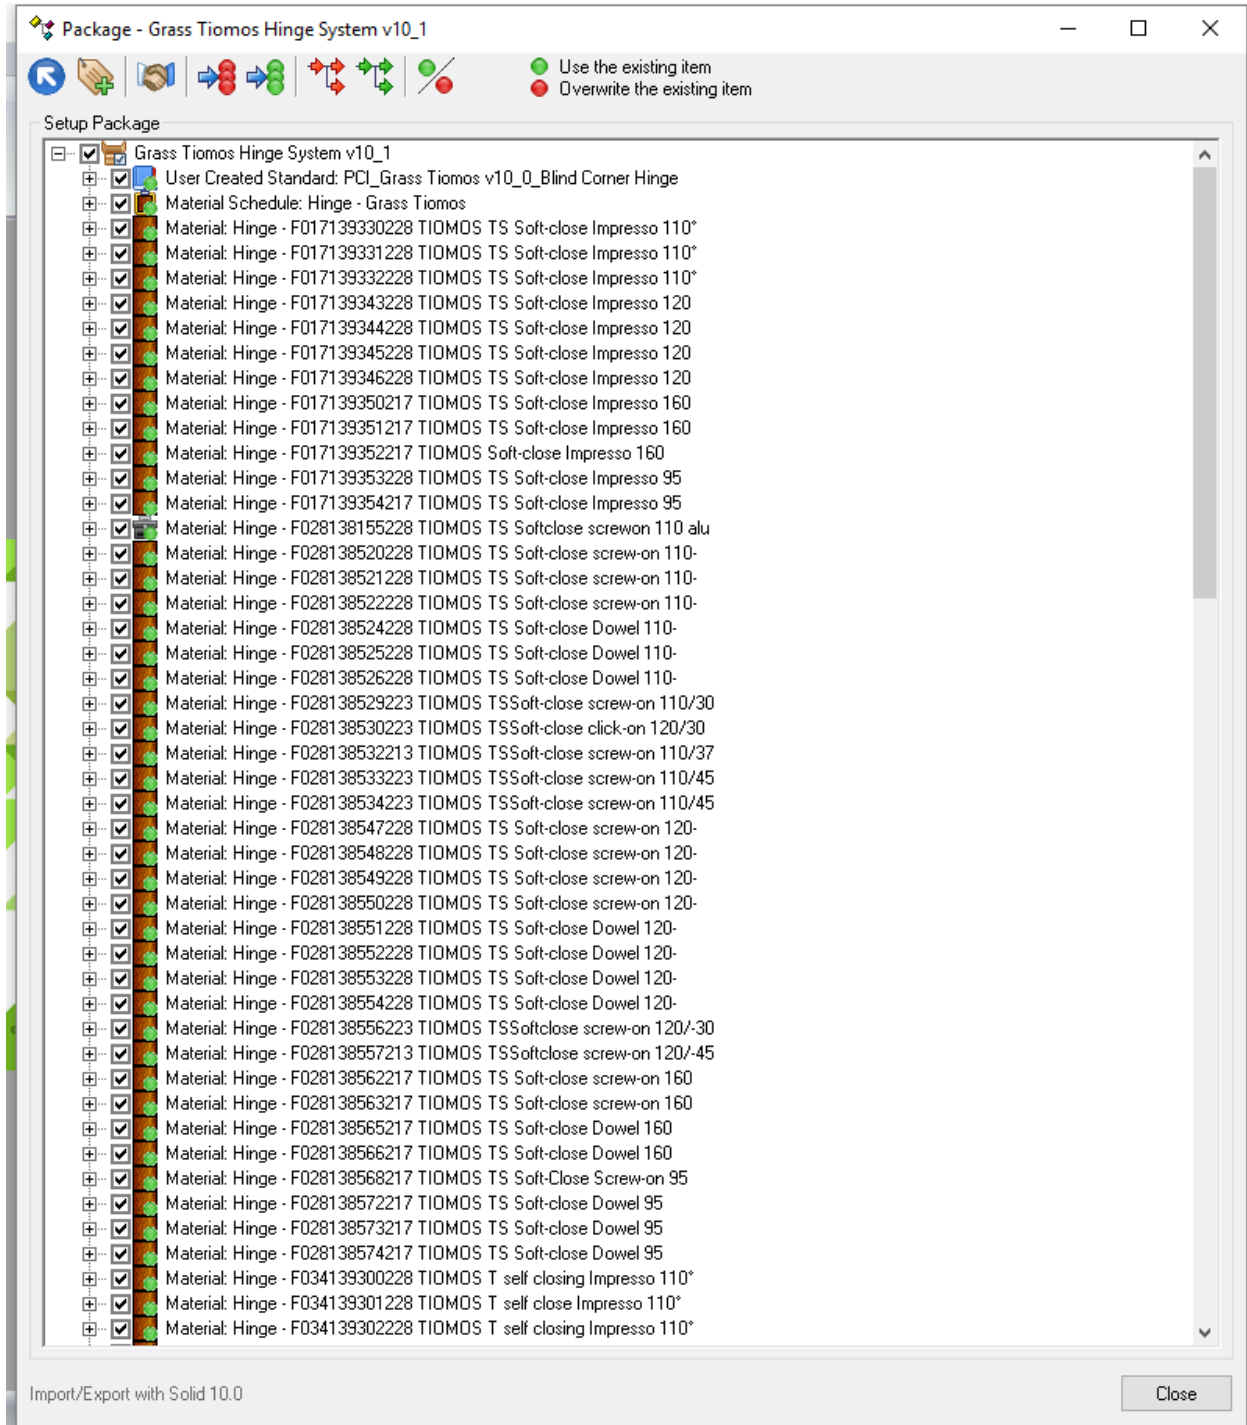 Package - Grass Tiomos Hinge System v10_1
Use the existing item
Overwrite the existing item
Setup Package
Grass Tiomos Hinge System v10_1
User Created Standard: PCI_Grass Tiomos v10_0_Blind Corner Hinge
Material Schedule: Hinge - Grass Tiomos
Material: Hinge - F017139330228 TIOMOS TS Soft-close Impresso 110°
Material: Hinge - F017139331228 TIOMOS TS Soft-close Impresso 110°
Material: Hinge - F017139332228 TIOMOS TS Soft-close Impresso 110°
Material: Hinge - F017139343228 TIOMOS TS Soft-close Impresso 120
Material: Hinge - F017139344228 TIOMOS TS Soft-close Impresso 120
Material: Hinge - F017139345228 TIOMOS TS Soft-close Impresso 120
Material: Hinge - F017139346228 TIOMOS TS Soft-close Impresso 120
Material: Hinge - F017139350217 TIOMOS TS Soft-close Impresso 160
Material: Hinge - F017139351217 TIOMOS TS Soft-close Impresso 160
Material: Hinge - F017139352217 TIOMOS Soft-close Impresso 160
Material: Hinge - F017139353228 TIOMOS TS Soft-close Impresso 95
Material: Hinge - F017139354217 TIOMOS TS Soft-close Impresso 95
Material: Hinge - F028138155228 TIOMOS TS Softclose screwon 110 alu
Material: Hinge - F028138520228 TIOMOS TS Soft-close screw-on 110-
Material: Hinge - F028138521228 TIOMOS TS Soft-close screw-on 110-
Material: Hinge - F028138522228 TIOMOS TS Soft-close screw-on 110-
Material: Hinge - F028138524228 TIOMOS TS Soft-close Dowel 110-
Material: Hinge - F028138525228 TIOMOS TS Soft-close Dowel 110-
Material: Hinge - F028138526228 TIOMOS TS Soft-close Dowel 110-
Material: Hinge - F028138529223 TIOMOS TSSoft-close screw-on 110/30
Material: Hinge - F028138530223 TIOMOS TSSoft-close click-on 120/30
Material: Hinge - F028138532213 TIOMOS TSSoft-close screw-on 110/37
Material: Hinge - F028138533223 TIOMOS TSSoft-close screw-on 110/45
Material: Hinge - F028138534223 TIOMOS TSSoft-close screw-on 110/45
Material: Hinge - F028138547228 TIOMOS TS Soft-close screw-on 120-
Material: Hinge - F028138548228 TIOMOS TS Soft-close screw-on 120-
Material: Hinge - F028138549228 TIOMOS TS Soft-close screw-on 120-
Material: Hinge - F028138550228 TIOMOS TS Soft-close screw-on 120-
Material: Hinge - F028138551228 TIOMOS TS Soft-close Dowel 120-
Material: Hinge - F028138552228 TIOMOS TS Soft-close Dowel 120-
Material: Hinge - F028138553228 TIOMOS TS Soft-close Dowel 120-
Material: Hinge - F028138554228 TIOMOS TS Soft-close Dowel 120-
Material: Hinge - F028138556223 TIOMOS TSSoftclose screw-on 120/-30
Material: Hinge - F028138557213 TIOMOS TSSoftclose screw-on 120/-45
Material: Hinge - F028138562217 TIOMOS TS Soft-close screw-on 160
Material: Hinge - F028138563217 TIOMOS TS Soft-close screw-on 160
Material: Hinge - F028138565217 TIOMOS TS Soft-close Dowel 160
Material: Hinge - F028138566217 TIOMOS TS Soft-close Dowel 160
Material: Hinge - F028138568217 TIOMOS TS Soft-Close Screw-on 95
Material: Hinge - F028138572217 TIOMOS TS Soft-close Dowel 95
Material: Hinge - F028138573217 TIOMOS TS Soft-close Dowel 95
Material: Hinge - F028138574217 TIOMOS TS Soft-close Dowel 95
Material: Hinge - F034139300228 TIOMOS T self closing Impresso 110°
Material: Hinge - F034139301228 TIOMOS T self close Impresso 110°
Material: Hinge - F034139302228 TIOMOS T self closing Impresso 110°
Import/Export with Solid 10.0
Close